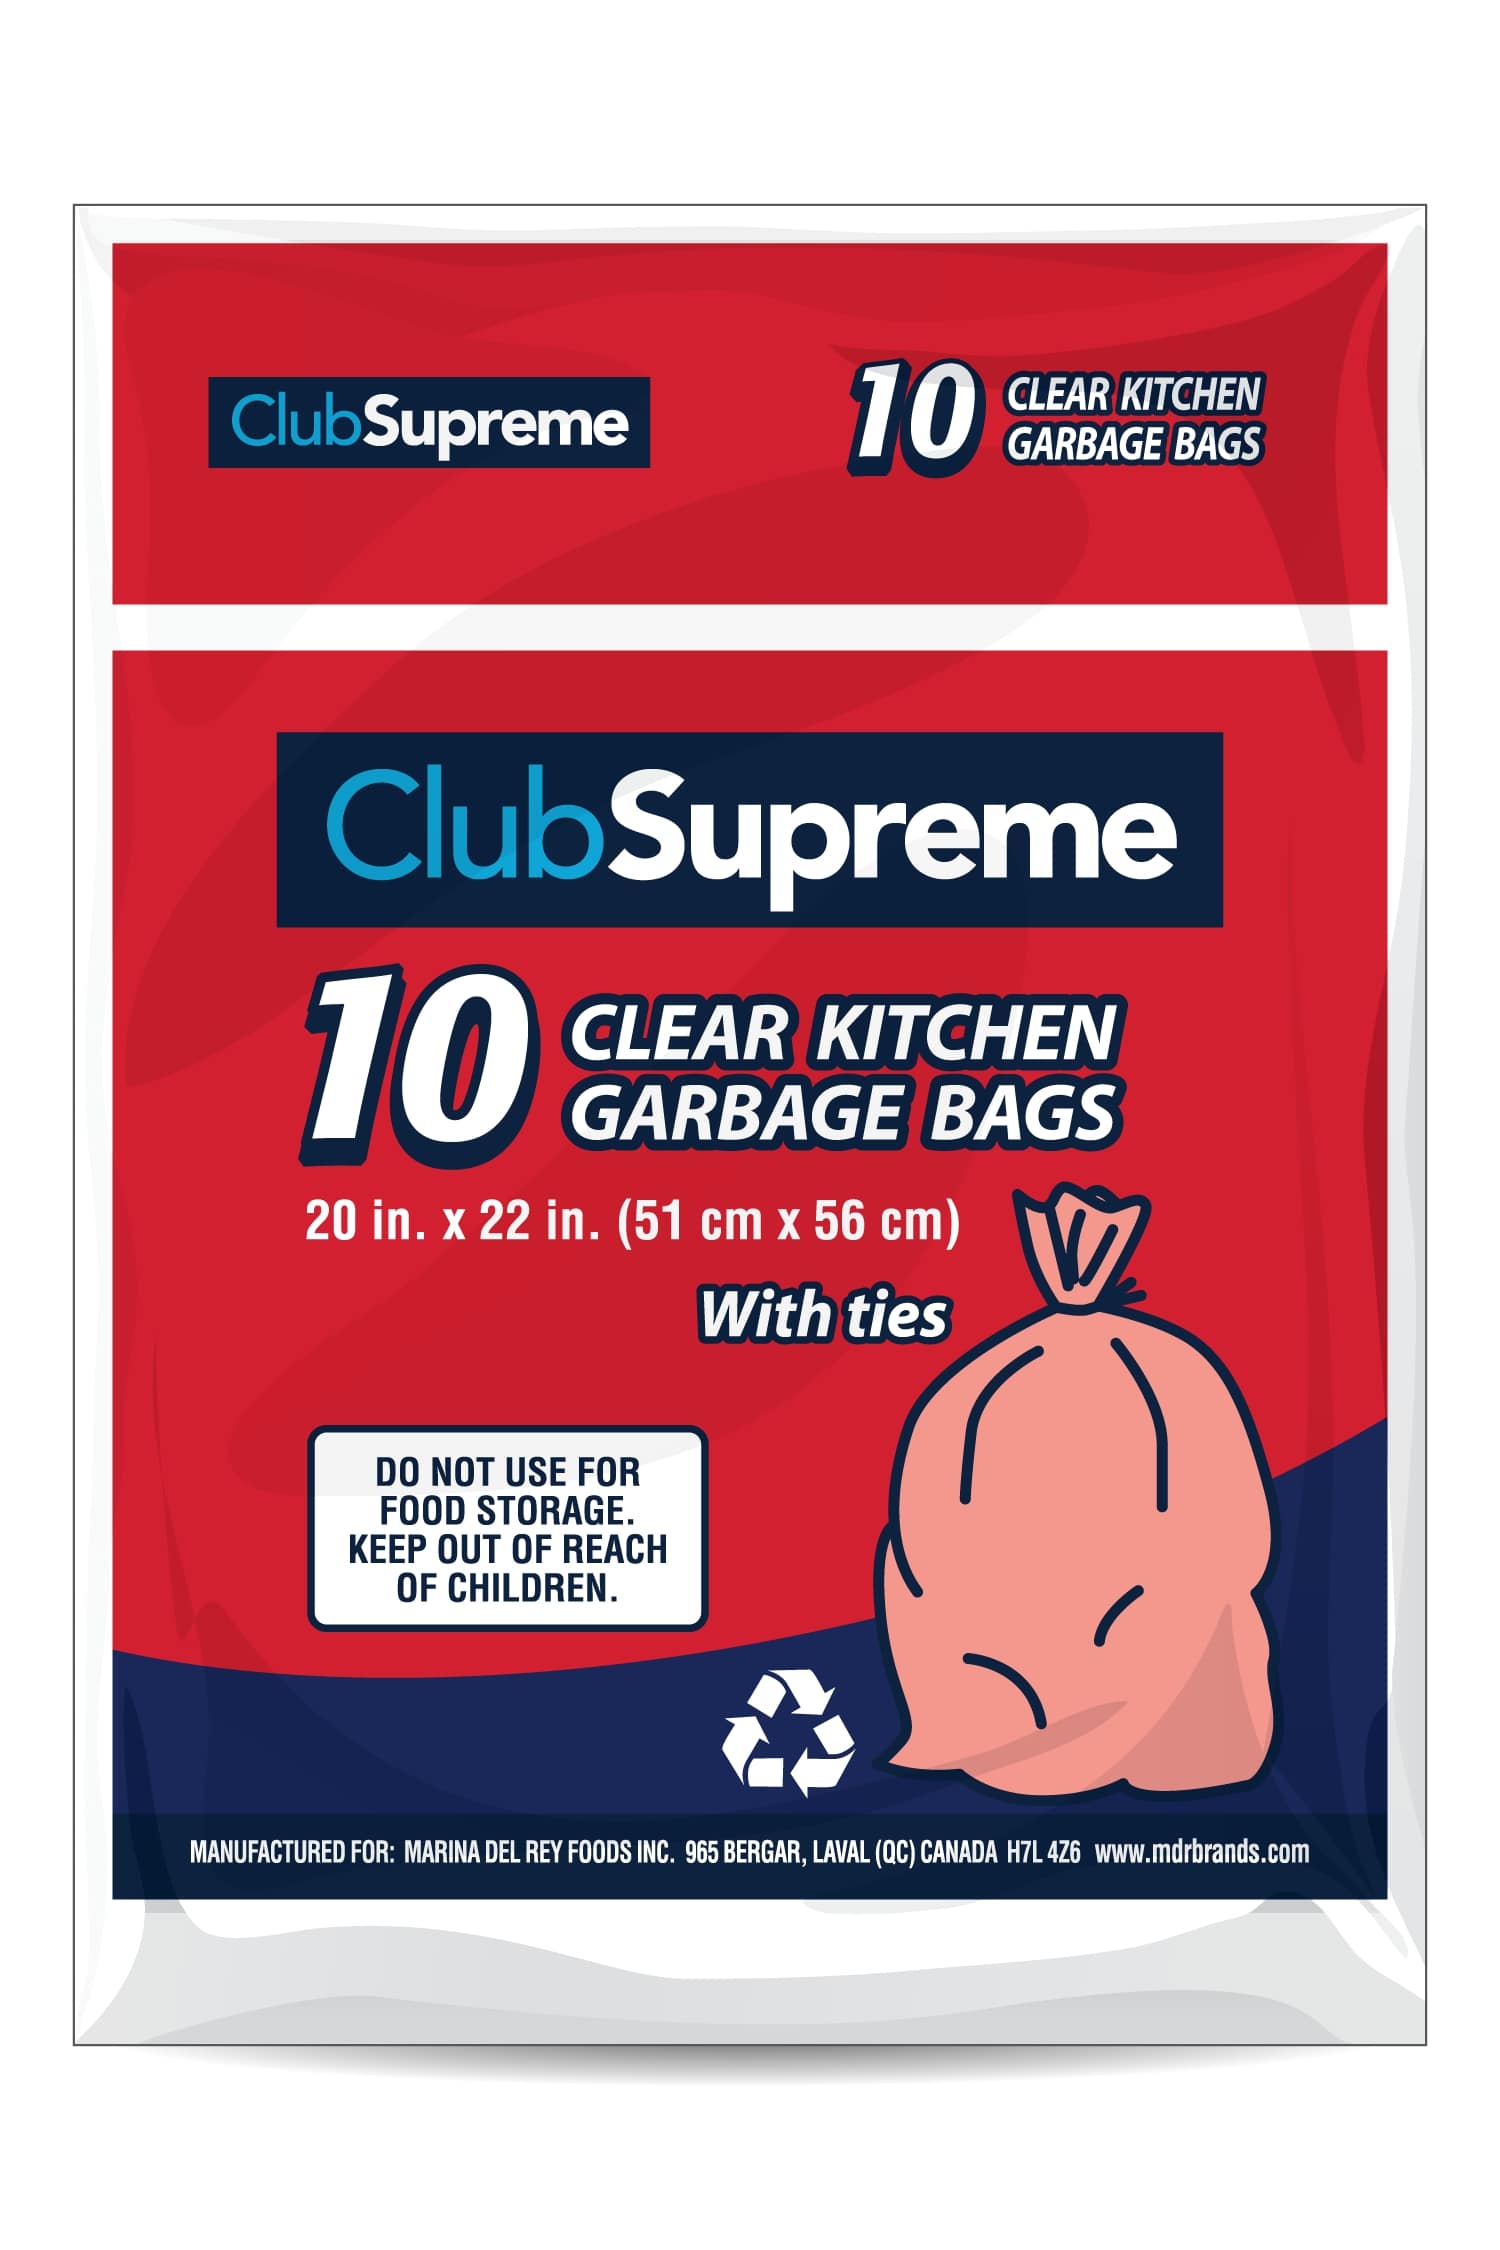 ClubSupreme
10 CLEAR KITCHEN
GARBAGE BAGS
ClubSupreme
10 CLEAR KITCHEN
GARBAGE BAGS
20 in. x 22 in. (51 cm x 56 cm)
With ties
DO NOT USE FOR
FOOD STORAGE.
KEEP OUT OF REACH
OF CHILDREN.
MANUFACTURED FOR: MARINA DEL REY FOODS INC. 965 BERGAR, LAVAL (QC) CANADA H7L 4Z6 www.mdrbrands.com